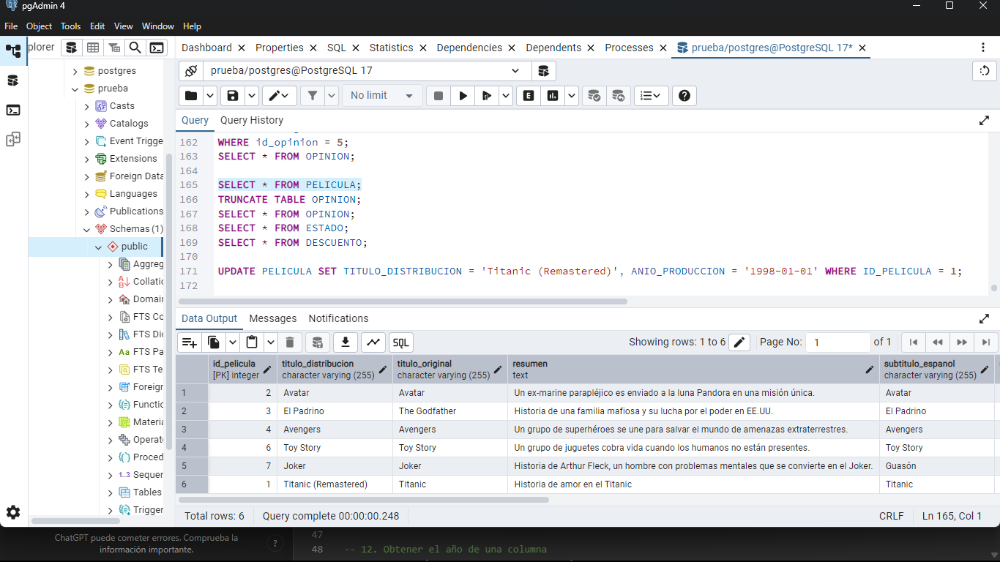 pgAdmin 4
File Object Tools Edit View Window Help
plorer
Dashboard Properties SQL Statistics Dependencies Dependents Processes prueba/postgres@PostgreSQL 17*
postgres
prueba
Casts
Catalogs
Event Trigge
Extensions
Foreign Data
Languages
Publications
Schemas (1)
public
Aggreg
Collatic
Domai
FTS Co
FTS Dic
FTS Pa
FTS Te
Foreigr
Functic
Materia
Operat
Proced
1..3 Sequer
Tables
Trigger
prueba/postgres@PostgreSQL 17
No limit
E
Query Query History
162 WHERE id_opinion = 5;
163 SELECT * FROM OPINION;
164
165 SELECT * FROM PELICULA;
166 TRUNCATE TABLE OPINION;
167 SELECT * FROM OPINION;
168 SELECT * FROM ESTADO;
169 SELECT * FROM DESCUENTO;
170
171 UPDATE PELICULA SET TITULO_DISTRIBUCION = 'Titanic (Remastered)', ANIO_PRODUCCION = '1998-01-01' WHERE ID_PELICULA = 1;
172
Data Output Messages Notifications
SQL Showing rows: 1 to 6 Page No: 1 of 1
id_pelicula titulo_distribucion titulo_original resumen subtitulo_espanol
[PK] integer character varying (255) character varying (255) text character varying (255)
1 2 Avatar Avatar Un ex-marine parapléjico es enviado a la luna Pandora en una misión única. Avatar
2 3 El Padrino The Godfather Historia de una familia mafiosa y su lucha por el poder en EE.UU. El Padrino
3 4 Avengers Avengers Un grupo de superhéroes se une para salvar el mundo de amenazas extraterrestres. Avengers
4 6 Toy Story Toy Story Un grupo de juguetes cobra vida cuando los humanos no están presentes. Toy Story
5 7 Joker Joker Historia de Arthur Fleck, un hombre con problemas mentales que se convierte en el Joker. Guasón
6 1 Titanic (Remastered) Titanic Historia de amor en el Titanic Titanic
Total rows: 6 Query complete 00:00:00.248 CRLF Ln 165, Col 1
ChatGPT puede cometer errores. Comprueba la
información importante.
?
47
48 -- 12. Obtener el año de una columna